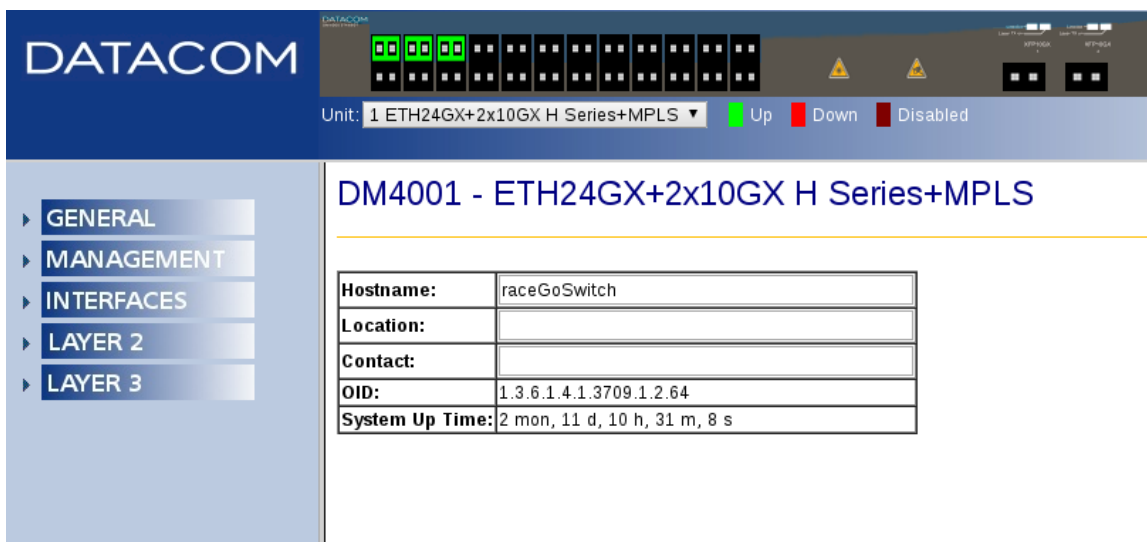 DATACOM
DATACOM
XFP10GX
Unit: 1 ETH24GX+2x10GX H Series+MPLS Up Down Disabled
DM4001 - ETH24GX+2x10GX H Series+MPLS
GENERAL
MANAGEMENT
INTERFACES
LAYER 2
LAYER 3
Hostname: raceGoSwitch
Location:
Contact:
OID: 1.3.6.1.4.1.3709.1.2.64
System Up Time: 2 mon, 11 d, 10 h, 31 m, 8 s